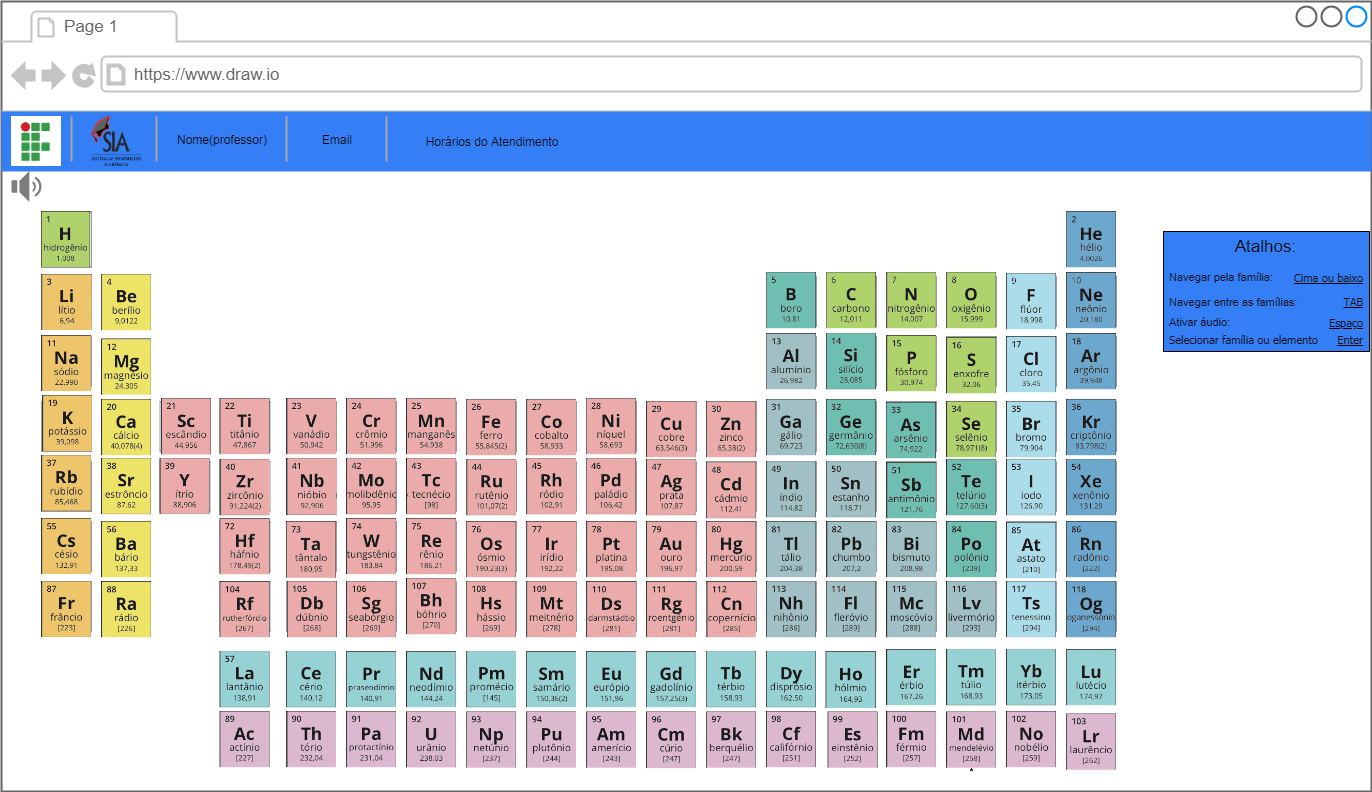 Page 1
https://www.draw.io
SIA
Nome(professor)
Email
Horários do Atendimento
1
H
hidrogênio
1.008
2
He
hélio
4,0026
Atalhos:
Navegar pela família: Cima ou baixo
Navegar entre as famílias: TAB
Ativar áudio: Espaço
Selecionar família ou elemento Enter
3
Li
lítio
6,94
4
Be
berílio
9,0122
5
B
boro
10,81
6
C
carbono
12,011
7
N
nitrogênio
14,007
8
O
oxigênio
15,999
9
F
flúor
18,998
10
Ne
neônio
20,180
11
Na
sódio
22,990
12
Mg
magnésio
24,305
13
Al
alumínio
26,982
14
Si
silício
28,085
15
P
fósforo
30,974
16
S
enxofre
32,06
17
Cl
cloro
35,45
18
Ar
argônio
39,948
19
K
potássio
39,098
20
Ca
cálcio
40,078(4)
21
Sc
escândio
44,956
22
Ti
titânio
47,867
23
V
vanádio
50,942
24
Cr
crômio
51,996
25
Mn
manganês
54,938
26
Fe
ferro
55,845(2)
27
Co
cobalto
58,933
28
Ni
níquel
58,693
29
Cu
cobre
63,546(3)
30
Zn
zinco
65,38(2)
31
Ga
gálio
69,723
32
Ge
germânio
72,630(8)
33
As
arsênio
74,922
34
Se
selênio
78,971(8)
35
Br
bromo
79,904
36
Kr
criptônio
83,798(2)
37
Rb
rubídio
85,468
38
Sr
estrôncio
87,62
39
Y
ítrio
88,906
40
Zr
zircônio
91,224(2)
41
Nb
nióbio
92,906
42
Mo
molibdênio
95,95
43
Tc
tecnécio
[98]
44
Ru
rutênio
101,07(2)
45
Rh
ródio
102,91
46
Pd
paládio
106,42
47
Ag
prata
107,87
48
Cd
cádmio
112,41
49
In
índio
114,82
50
Sn
estanho
118,71
51
Sb
antimônio
121,76
52
Te
telúrio
127,60(3)
53
I
iodo
126,90
54
Xe
xenônio
131,29
55
Cs
césio
132,91
56
Ba
bário
137,33
72
Hf
háfnio
178,49(2)
73
Ta
tântalo
180,95
74
W
tungstênio
183,84
75
Re
rênio
186,21
76
Os
ósmio
190,23(3)
77
Ir
irídio
192,22
78
Pt
platina
195,08
79
Au
ouro
196,97
80
Hg
mercúrio
200,59
81
Tl
tálio
204,38
82
Pb
chumbo
207,2
83
Bi
bismuto
208,98
84
Po
polônio
[209]
85
At
astato
[210]
86
Rn
radônio
[222]
87
Fr
frâncio
[223]
88
Ra
rádio
[226]
104
Rf
rutherfórdio
[267]
105
Db
dúbnio
[268]
106
Sg
seabórgio
[269]
107
Bh
bóhrio
[270]
108
Hs
hássio
[269]
109
Mt
meitnério
[278]
110
Ds
darmstádtio
[281]
111
Rg
roentgênio
[281]
112
Cn
copernício
[285]
113
Nh
nihônio
[286]
114
Fl
fleróvio
[289]
115
Mc
moscóvio
[288]
116
Lv
livermório
[293]
117
Ts
tenessino
[294]
118
Og
oganessônio
[294]
57
La
lantânio
138,91
Ce
cério
140,12
Pr
praseodímio
140,91
Nd
neodímio
144,24
Pm
promécio
[145]
Sm
samário
150,36(2)
Eu
európio
151,96
Gd
gadolínio
157,25(3)
Tb
térbio
158,93
Dy
disprósio
162,50
Ho
hólmio
164,93
Er
érbio
167,26
Tm
túlio
168,93
Yb
itérbio
173,05
Lu
lutécio
174,97
89
Ac
actínio
[227]
90
Th
tório
232,04
91
Pa
protactínio
231,04
92
U
urânio
238,03
93
Np
netúnio
[237]
94
Pu
plutônio
[244]
95
Am
amerício
[243]
96
Cm
cúrio
[247]
97
Bk
berquélio
[247]
98
Cf
califórnio
[251]
99
Es
einstênio
[252]
100
Fm
férmio
[257]
101
Md
mendelévio
[258]
102
No
nobélio
[259]
103
Lr
laurêncio
[262]